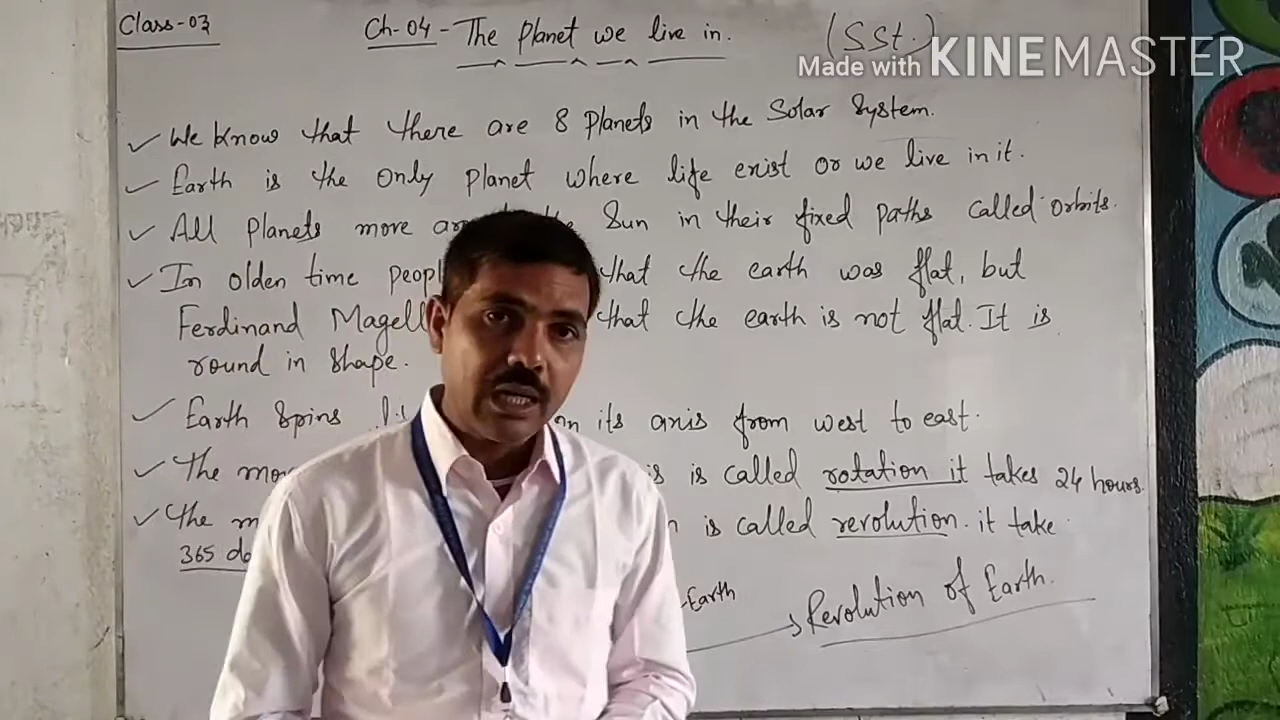 Class-03
Ch-04 - The Planet we live in.
(SSt.)
Made with KINEMASTER
We know that there are 8 Planets in the Solar System.
Earth is the only planet where life exist or we live in it.
All planets move the Sun in their fixed paths called orbits.
In olden time that the earth was flat, but
Ferdinand that the earth is not flat. It is
round in shape.
Earth spins on its axis from west to east.
The is called rotation it takes 24 hours.
The is called revolution. it take
365
Earth
Revolution of Earth.